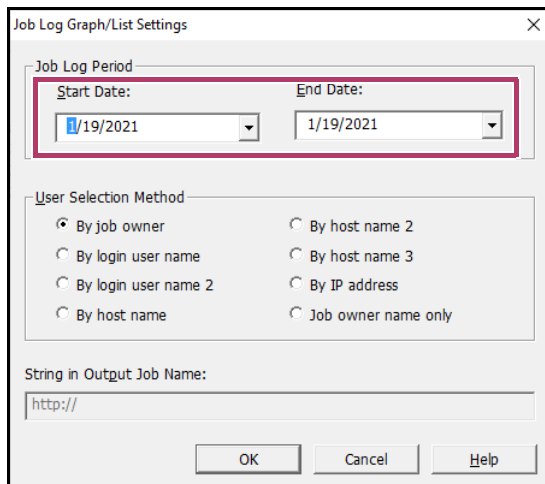 Job Log Graph/List Settings
Job Log Period
Start Date: End Date:
1/19/2021 1/19/2021
User Selection Method
By job owner By host name 2
By login user name By host name 3
By login user name 2 By IP address
By host name Job owner name only
String in Output Job Name:
http://
OK Cancel Help